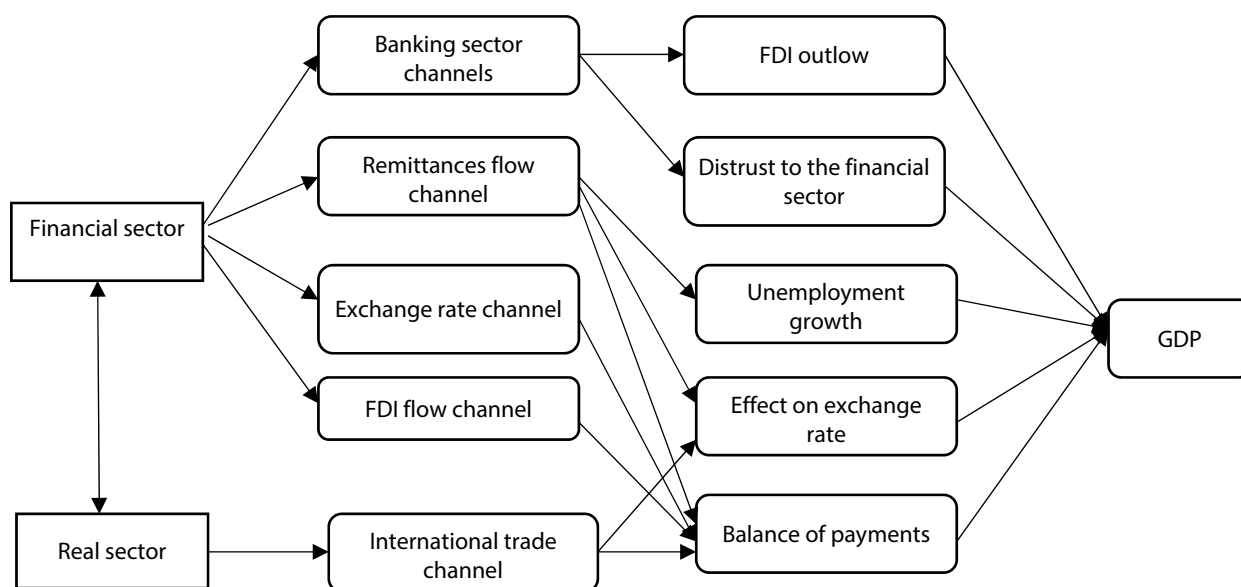 Banking sector
channels
FDI outlow
Remittances flow
channel
Distrust to the financial
sector
Financial sector
Exchange rate channel
Unemployment
growth
GDP
FDI flow channel
Effect on exchange
rate
Real sector
International trade
channel
Balance of payments